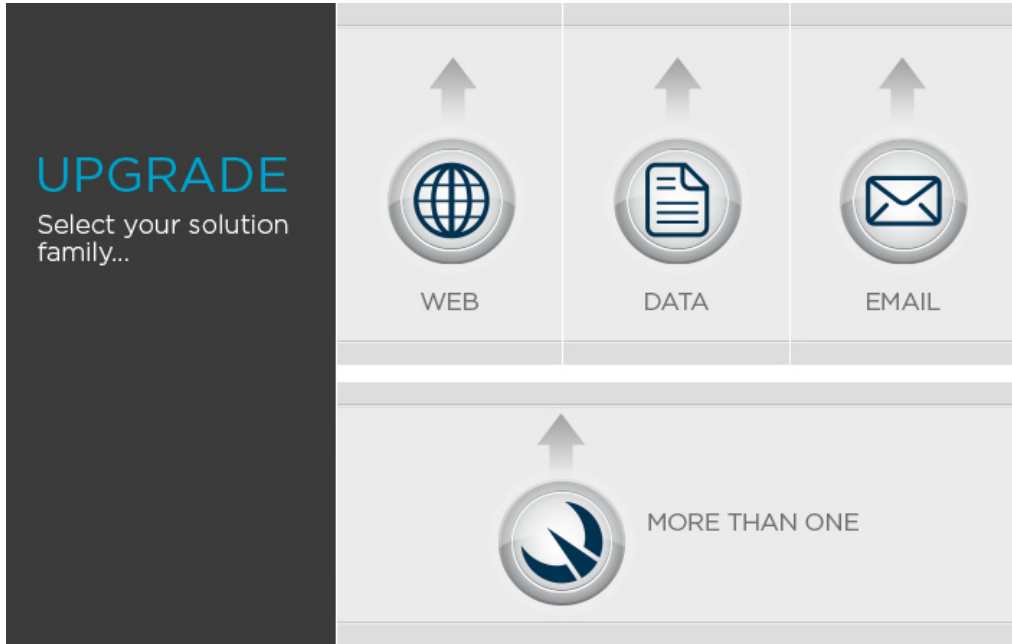 UPGRADE
Select your solution
family...
WEB
DATA
EMAIL
MORE THAN ONE